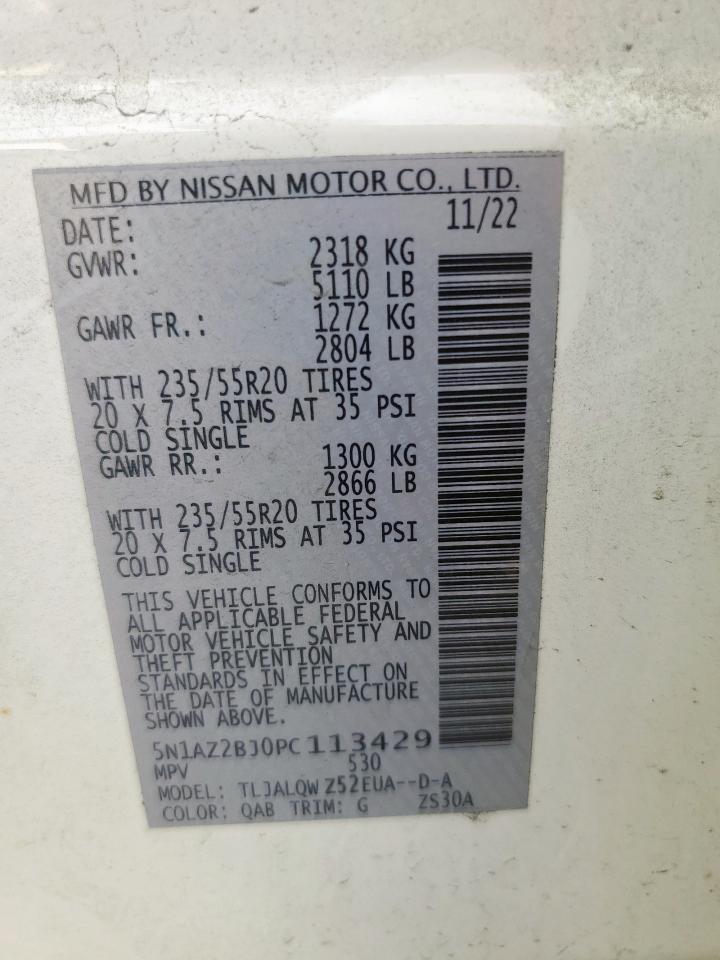 MFD BY NISSAN MOTOR CO., LTD.
DATE: 11/22
GVWR: 2318 KG
5110 LB
GAWR FR.: 1272 KG
2804 LB
WITH 235/55R20 TIRES
20 X 7.5 RIMS AT 35 PSI
COLD SINGLE
GAWR RR.: 1300 KG
2866 LB
WITH 235/55R20 TIRES
20 X 7.5 RIMS AT 35 PSI
COLD SINGLE
THIS VEHICLE CONFORMS TO
ALL APPLICABLE FEDERAL
MOTOR VEHICLE SAFETY AND
THEFT PREVENTION
STANDARDS IN EFFECT ON
THE DATE OF MANUFACTURE
SHOWN ABOVE.
5N1AZ2BJ0PC113429
MPV 530
MODEL: TLJALQW Z52EUA--D-A
COLOR: QAB TRIM: G ZS30A